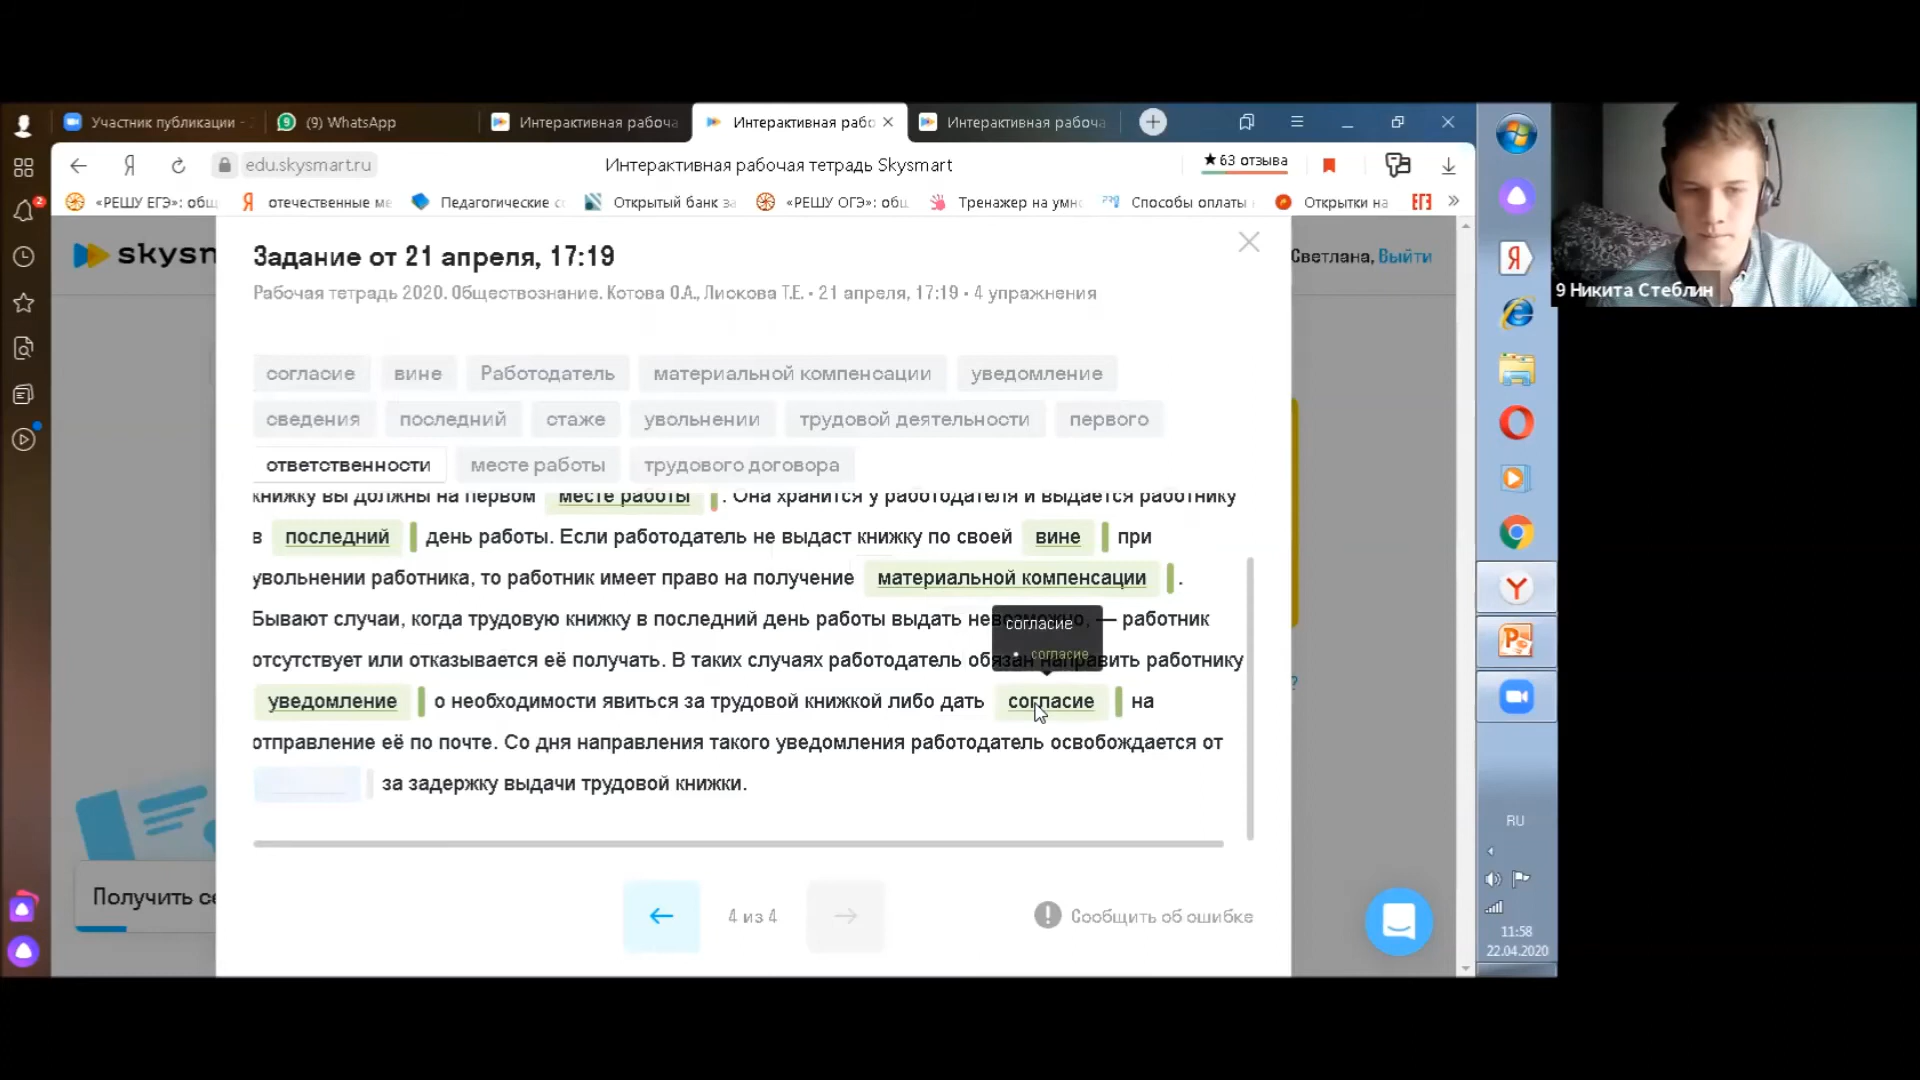 Участник публикации -
(9) WhatsApp
Интерактивная рабоча
Интерактивная рабо
Интерактивная рабоча
edu.skysmart.ru
Интерактивная рабочая тетрадь Skysmart
★ 63 отзыва
«РЕШУ ЕГЭ»: общ
отечественные ме
Педагогические с
Открытый банк за
«РЕШУ ОГЭ»: общ
Тренажер на умн
Способы оплаты
Открытки на
ЕГЭ
skysm
Задание от 21 апреля, 17:19
Светлана, Выйти
Рабочая тетрадь 2020. Обществознание. Котова О.А., Лискова Т.Е. • 21 апреля, 17:19 • 4 упражнения
согласие вине Работодатель материальной компенсации уведомление
сведения последний стаже увольнении трудовой деятельности первого
ответственности месте работы трудового договора
книжку вы должны на первом месте работы . Она хранится у работодателя и выдаётся работнику
в последний день работы. Если работодатель не выдаст книжку по своей вине при
увольнении работника, то работник имеет право на получение материальной компенсации .
Бывают случаи, когда трудовую книжку в последний день работы выдать невозможно, — работник
согласие
• согласие
отсутствует или отказывается её получать. В таких случаях работодатель обязан направить работнику
уведомление о необходимости явиться за трудовой книжкой либо дать согласие на
отправление её по почте. Со дня направления такого уведомления работодатель освобождается от
за задержку выдачи трудовой книжки.
Получить се
4 из 4
Сообщить об ошибке
9 Никита Стеблин
RU
11:58
22.04.2020